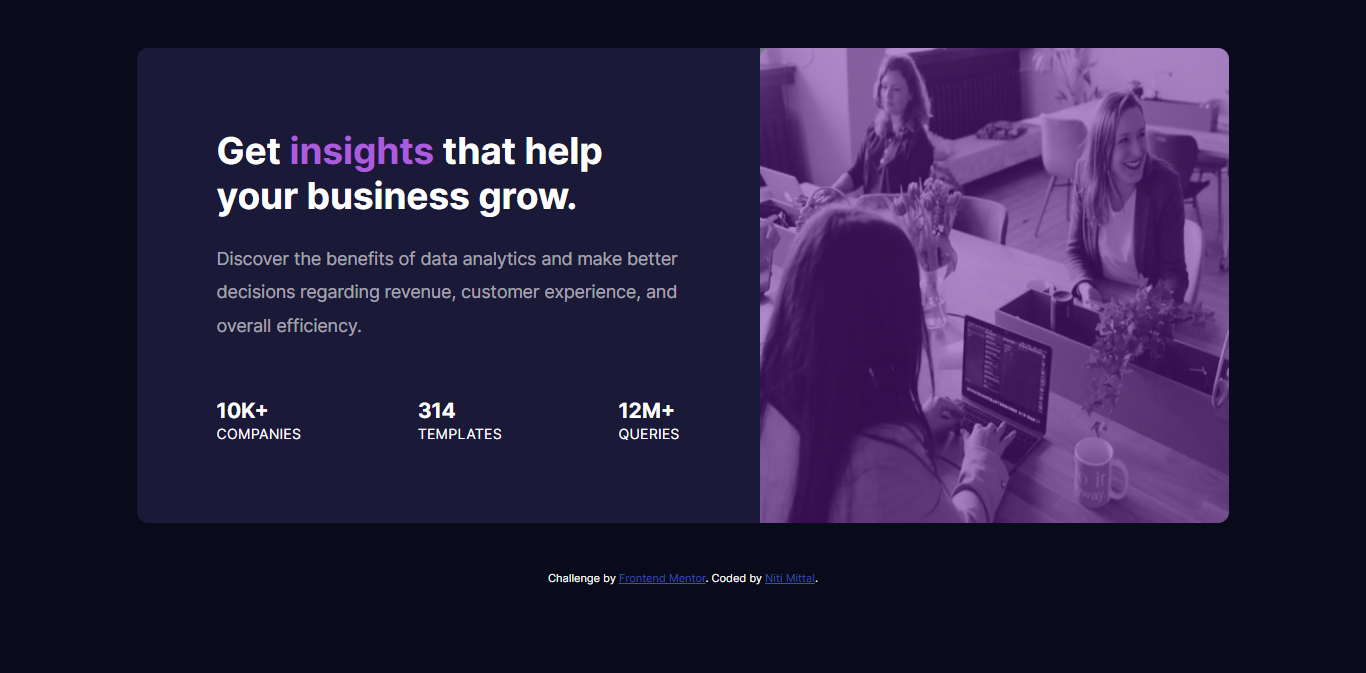 Get insights that help
your business grow.
Discover the benefits of data analytics and make better
decisions regarding revenue, customer experience, and
overall efficiency.
10K+
COMPANIES
314
TEMPLATES
12M+
QUERIES
Challenge by Frontend Mentor. Coded by Niti Mittal.